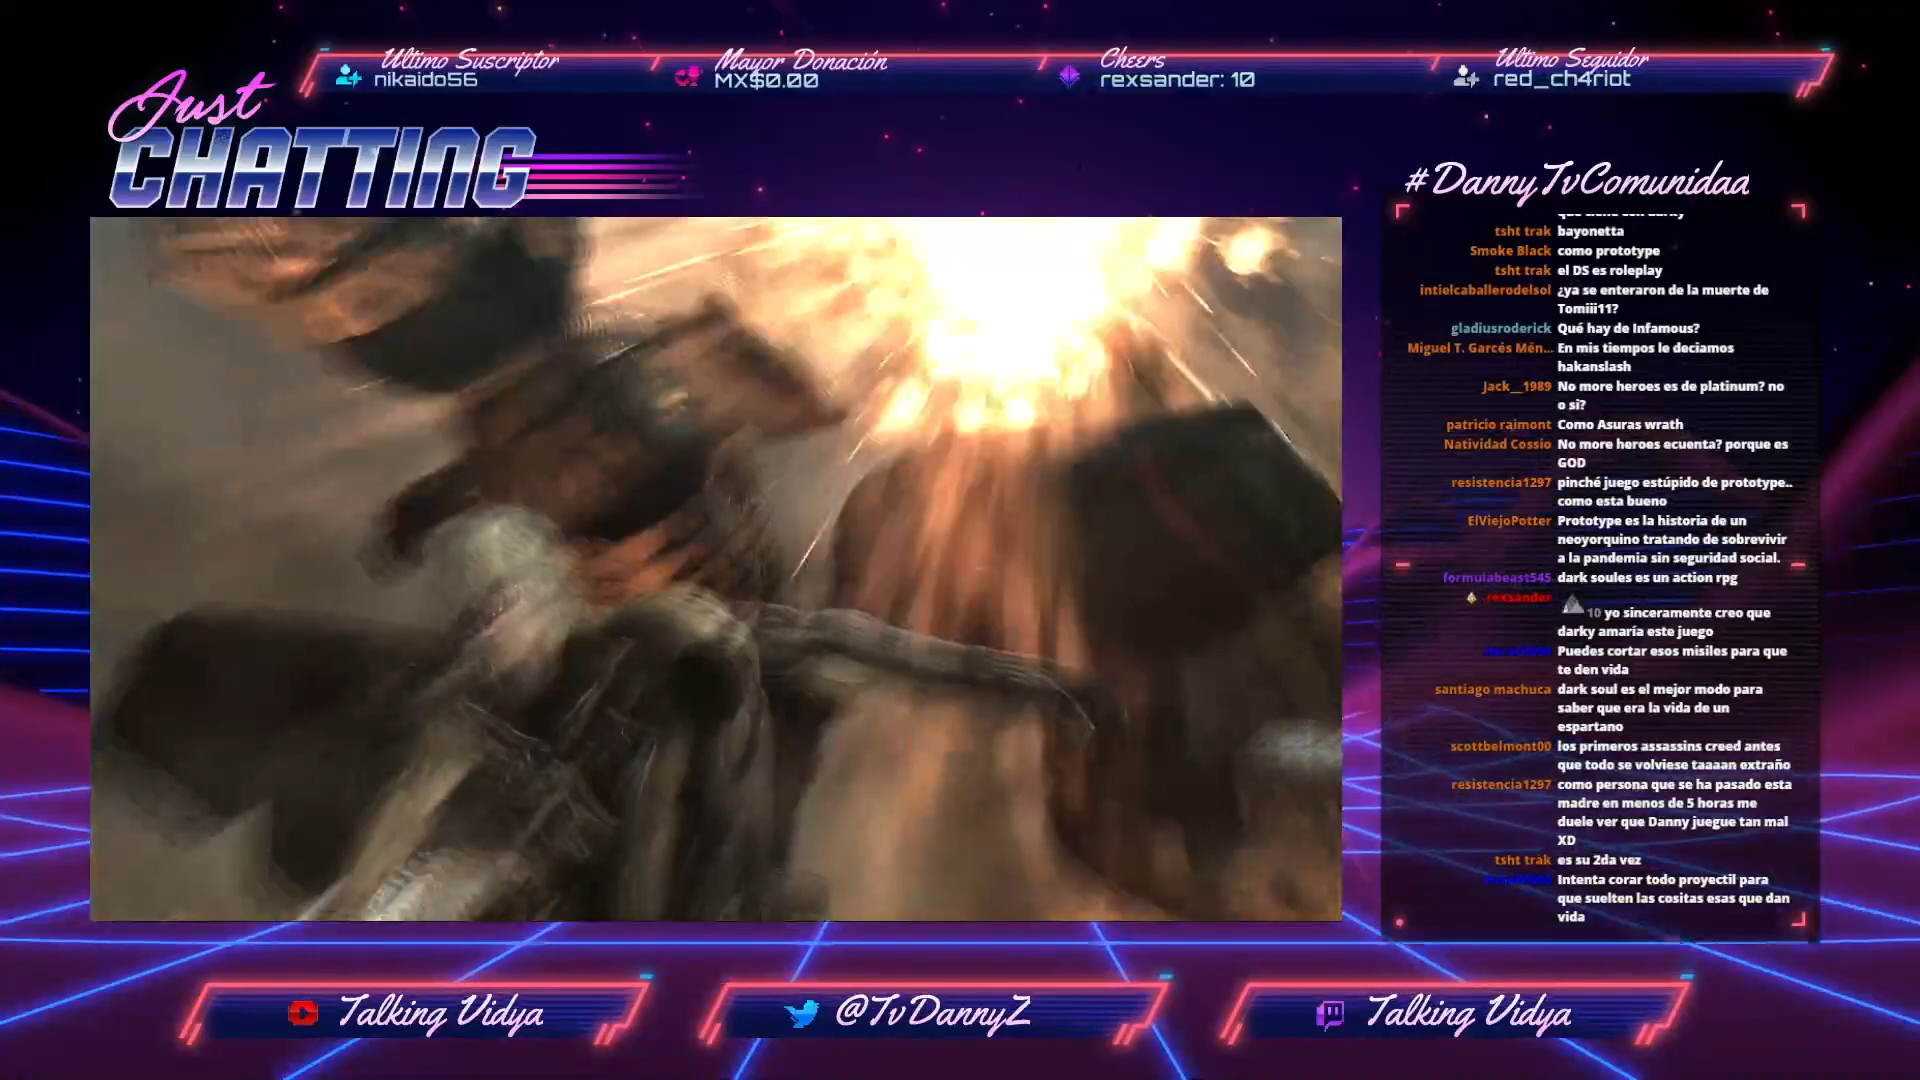 Ultimo Suscriptor
nikaido56
Mayor Donación
MX$0.00
Cheers
rexsander: 10
Ultimo Seguidor
red_ch4riot
Just
CHATTING
#DannyTvComunidad
tsht trak bayonetta
Smoke Black como prototype
tsht trak el DS es roleplay
intielcaballerodelsol ¿ya se enteraron de la muerte de
Tomiii11?
gladiusroderick Qué hay de Infamous?
Miguel T. Garcés Mén... En mis tiempos le deciamos
hakanslash
Jack__1989 No more heroes es de platinum? no
o si?
patricio raimont Como Asuras wrath
Natividad Cossio No more heroes ecuenta? porque es
GOD
resistencia1297 pinché juego estúpido de prototype..
como esta bueno
ElViejoPotter Prototype es la historia de un
neoyorquino tratando de sobrevivir
a la pandemia sin seguridad social.
formulabeast545 dark soules es un action rpg
rexsander 10 yo sinceramente creo que
darky amaría este juego
Puedes cortar esos misiles para que
te den vida
santiago machuca dark soul es el mejor modo para
saber que era la vida de un
espartano
scottbelmont00 los primeros assassins creed antes
que todo se volviese taaaan extraño
resistencia1297 como persona que se ha pasado esta
madre en menos de 5 horas me
duele ver que Danny juegue tan mal
XD
tsht trak es su 2da vez
Intenta corar todo proyectil para
que suelten las cositas esas que dan
vida
Talking Vidya
@TvDannyZ
Talking Vidya